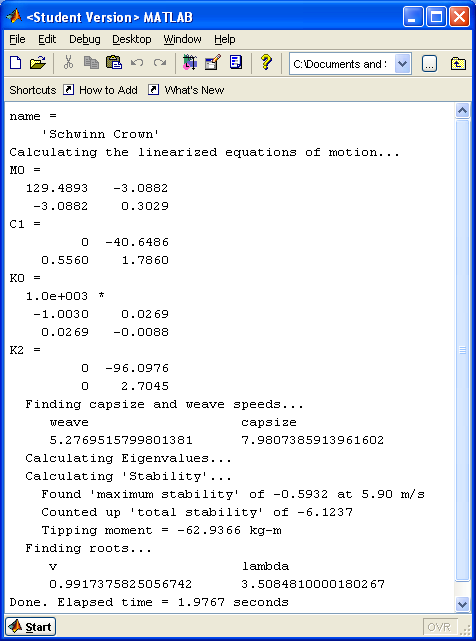 <Student Version> MATLAB
File Edit Debug Desktop Window Help
C:\Documents and
Shortcuts How to Add What's New
name =
'Schwinn Crown'
Calculating the linearized equations of motion...
M0 =
129.4893 -3.0882
-3.0882 0.3029
C1 =
0 -40.6486
0.5560 1.7860
K0 =
1.0e+003 *
-1.0030 0.0269
0.0269 -0.0088
K2 =
0 -96.0976
0 2.7045
Finding capsize and weave speeds...
weave capsize
5.2769515799801381 7.9807385913961602
Calculating Eigenvalues...
Calculating 'Stability'...
Found 'maximum stability' of -0.5932 at 5.90 m/s
Counted up 'total stability' of -6.1237
Tipping moment = -62.9366 kg-m
Finding roots...
v lambda
0.9917375825056742 3.5084810000180267
Done. Elapsed time = 1.9767 seconds
Start OVR